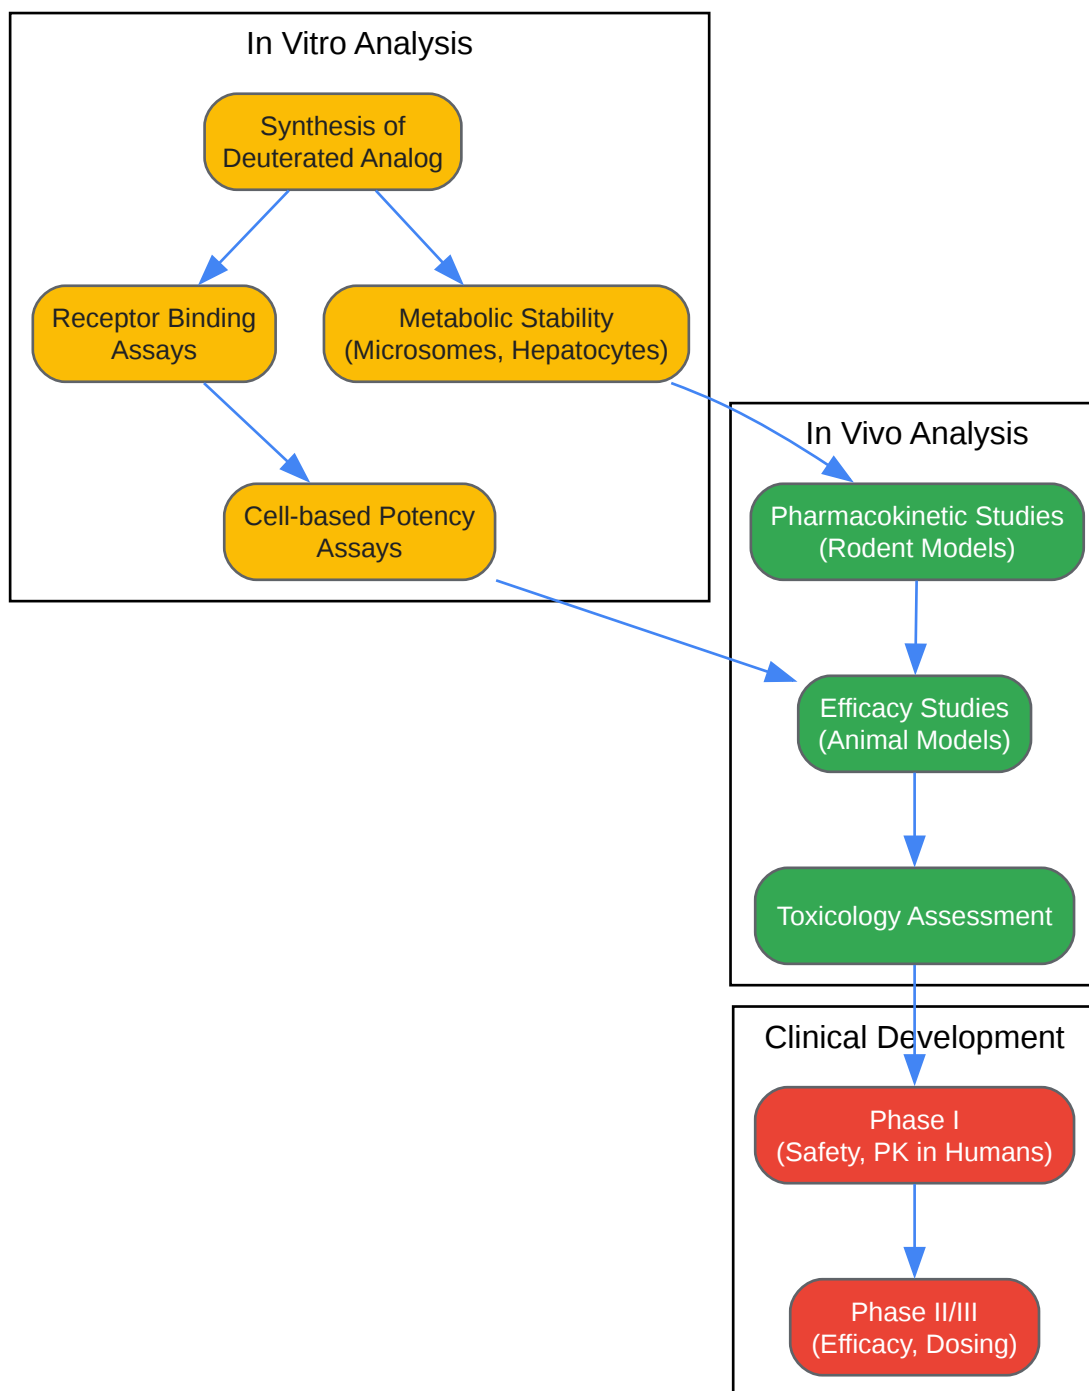 In Vitro Analysis
Synthesis of
Deuterated Analog
Receptor Binding
Assays
Metabolic Stability
(Microsomes, Hepatocytes)
Cell-based Potency
Assays
In Vivo Analysis
Pharmacokinetic Studies
(Rodent Models)
Efficacy Studies
(Animal Models)
Toxicology Assessment
Clinical Development
Phase I
(Safety, PK in Humans)
Phase II/III
(Efficacy, Dosing)